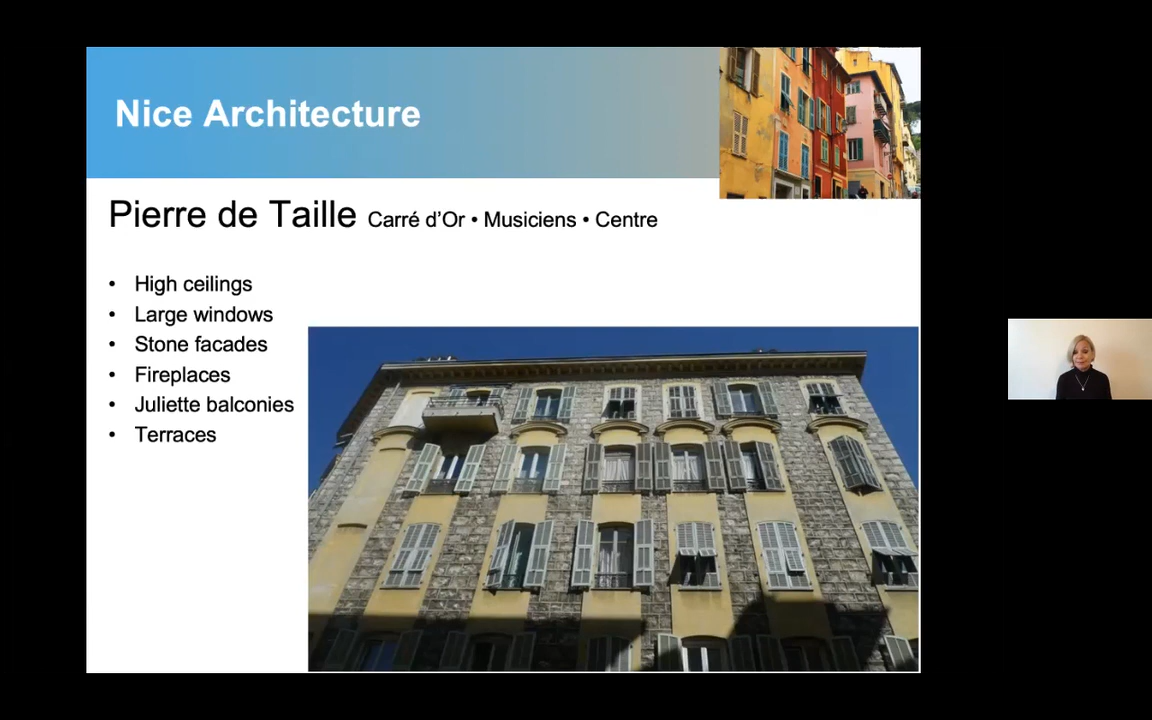 Nice Architecture
Pierre de Taille Carré d’Or • Musiciens • Centre
• High ceilings
• Large windows
• Stone facades
• Fireplaces
• Juliette balconies
• Terraces